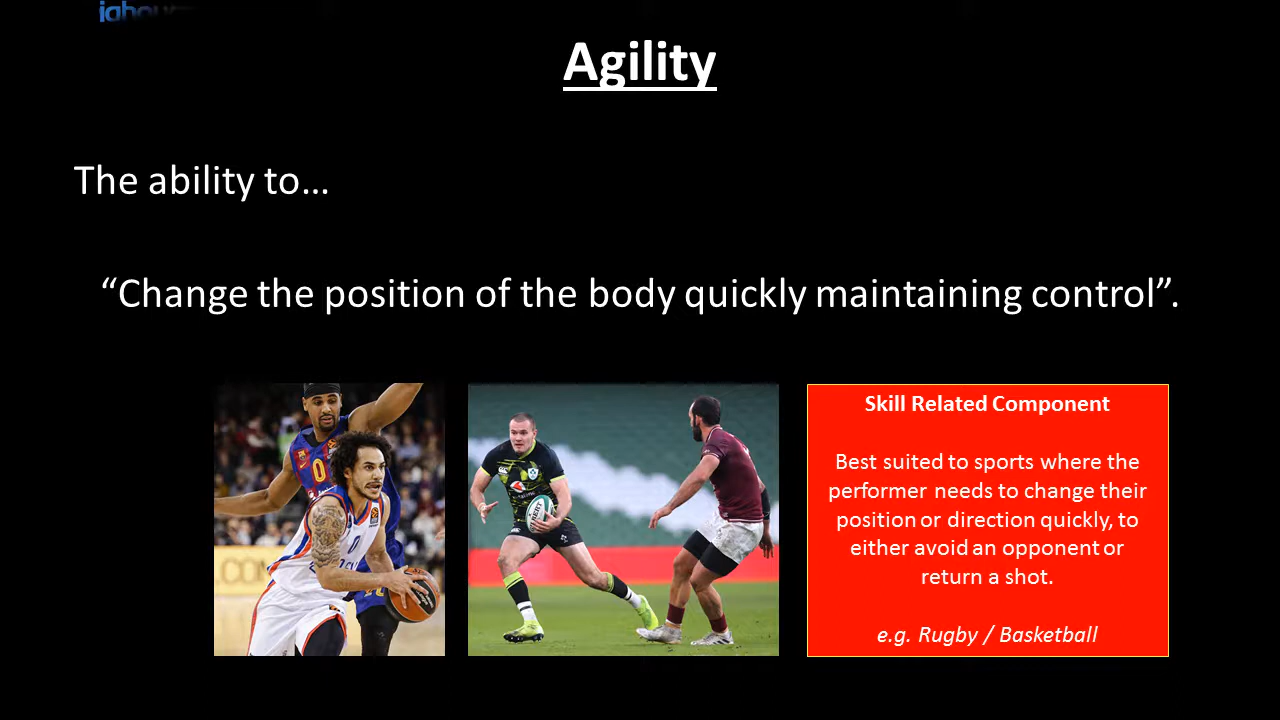 Agility
The ability to…
“Change the position of the body quickly maintaining control”.
Skill Related Component
Best suited to sports where the
performer needs to change their
position or direction quickly, to
either avoid an opponent or
return a shot.
e.g. Rugby / Basketball
0
0